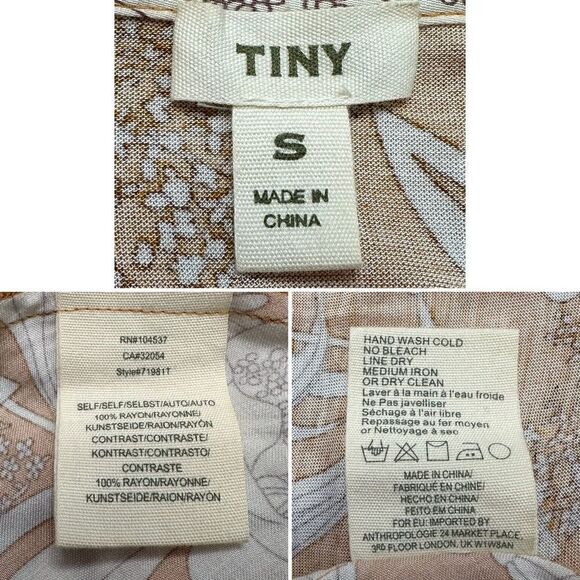 TINY
S
MADE IN
CHINA
RN#104537
CA#32054
Style#71981T
SELF/SELF/SELBST/AUTO/AUTO
100% RAYON/RAYONNE/
KUNSTSEIDE/RAION/RAYÓN
CONTRAST/CONTRASTE/
KONTRAST/CONTRASTO/
CONTRASTE
100% RAYON/RAYONNE/
KUNSTSEIDE/RAION/RAYÓN
HAND WASH COLD
NO BLEACH
LINE DRY
MEDIUM IRON
OR DRY CLEAN
Laver à la main à l'eau froide
Ne Pas javelliser
Séchage à l'air libre
Repassage au fer moyen
or Nettoyage à sec
MADE IN CHINA/
FABRIQUÉ EN CHINE/
HECHO EN CHINA/
FEITO EM CHINA
FOR EU: IMPORTED BY
ANTHROPOLOGIE 24 MARKET PLACE,
3RD FLOOR LONDON, UK W1W8AN